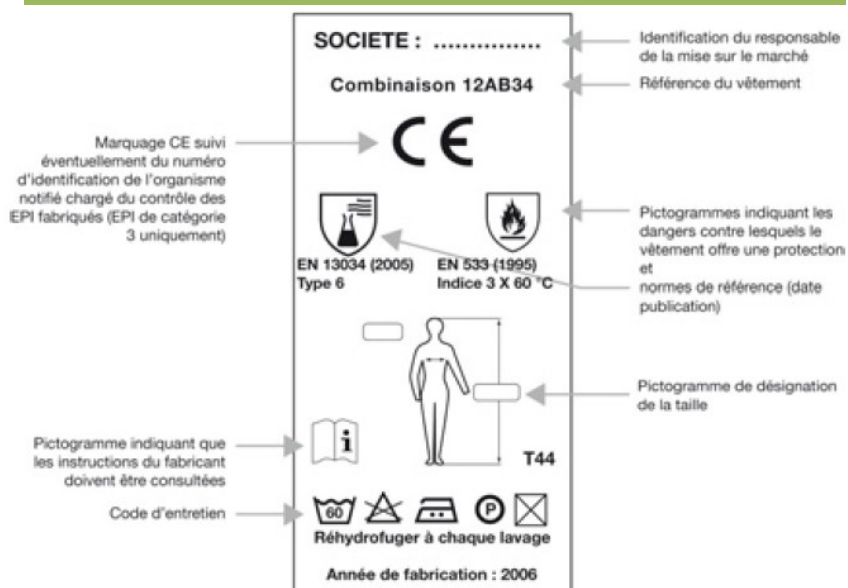 SOCIETE : ...............
Identification du responsable
de la mise sur le marché
Combinaison 12AB34
Référence du vêtement
CE
Marquage CE suivi
éventuellement du numéro
d'identification de l'organisme
notifié chargé du contrôle des
EPI fabriqués (EPI de catégorie
3 uniquement)
EN 13034 (2005)
Type 6
EN 533 (1995)
Indice 3 X 60 °C
Pictogrammes indiquant les
dangers contre lesquels le
vêtement offre une protection
et
normes de référence (date
publication)
Pictogramme de désignation
de la taille
i
Pictogramme indiquant que
les instructions du fabricant
doivent être consultées
T44
Code d'entretien
60
P
Réhydrofuger à chaque lavage
Année de fabrication : 2006